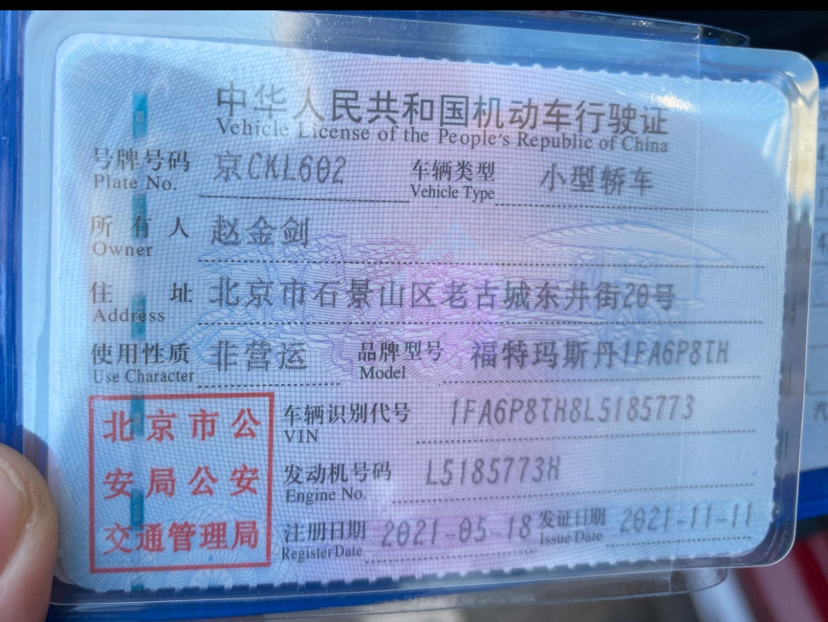 中华人民共和国机动车行驶证
Vehicle License of the People's Republic of China
号牌号码 京CKL602 车辆类型 小型轿车
Plate No. Vehicle Type
所有人 赵金剑
Owner
住址 北京市石景山区老古城东井街20号
Address
使用性质 非营运 品牌型号 福特玛斯丹1FA6P8TH
Use Character Model
北京市公
安局公安
交通管理局
车辆识别代号 1FA6P8TH8L5185773
VIN
发动机号码 L5185773H
Engine No.
注册日期 2021-05-18 发证日期 2021-11-11
Register Date Issue Date